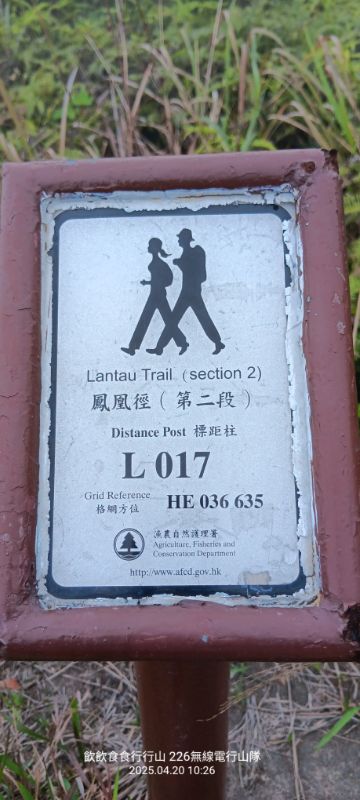 Lantau Trail (section 2)
鳳凰徑（第二段）
Distance Post 標距柱
L 017
Grid Reference HE 036 635
格網方位
漁農自然護理署
Agriculture, Fisheries and
Conservation Department
http://www.afcd.gov.hk
飲飲食食行行山 226無線電行山隊
2025.04.20 10:26